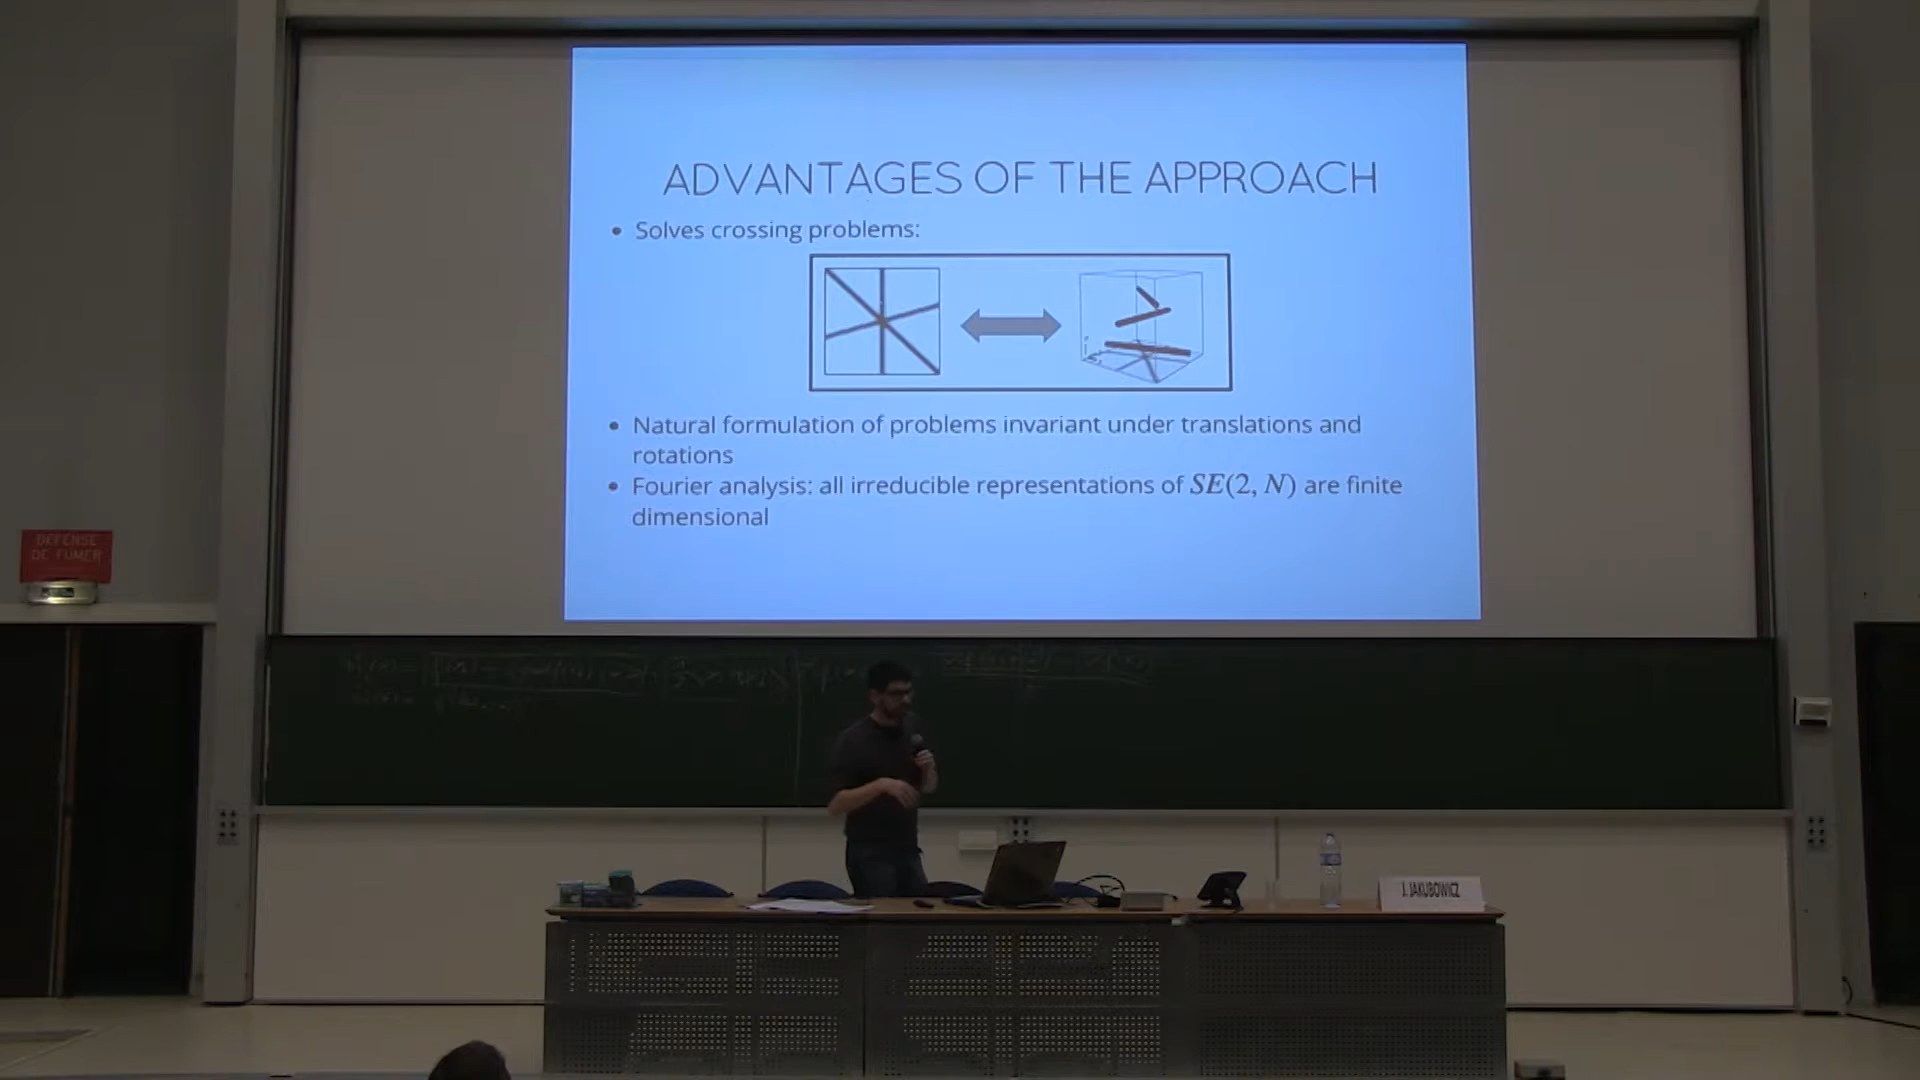 ADVANTAGES OF THE APPROACH
• Solves crossing problems:
• Natural formulation of problems invariant under translations and
rotations
• Fourier analysis: all irreducible representations of SE(2, N) are finite
dimensional
DÉFENSE
DE FUMER
J. JAKUBOWICZ